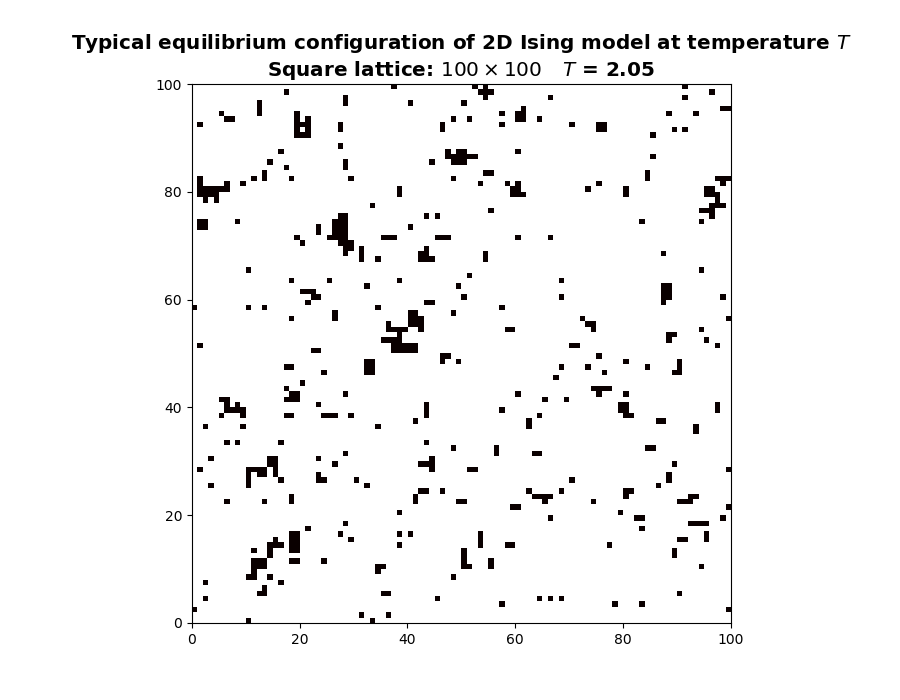 Typical equilibrium configuration of 2D Ising model at temperature T
Square lattice: 100 × 100 T = 2.05
100
80
60
40
20
0
0 20 40 60 80 100